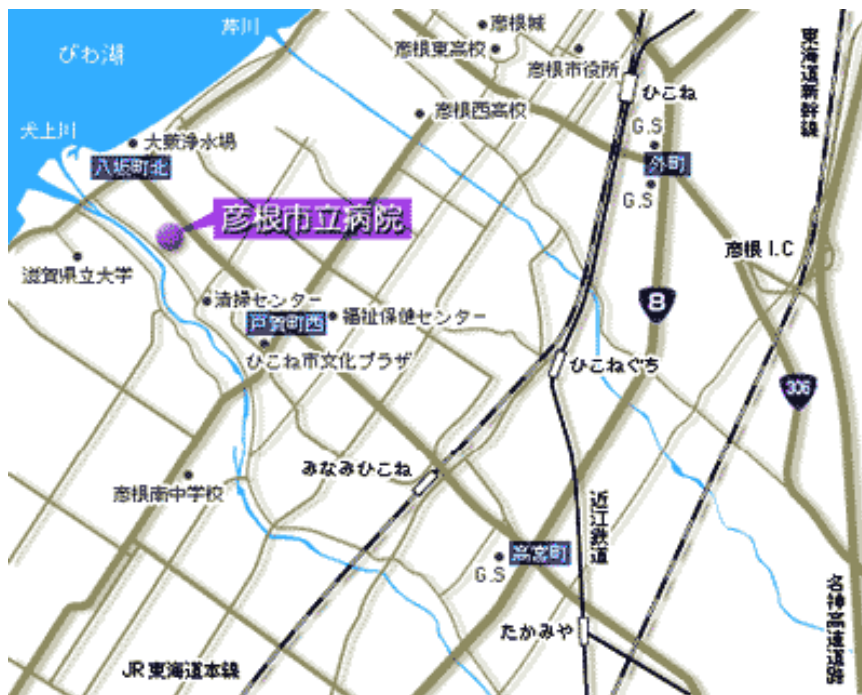 芹川
彦根城
びわ湖
彦根東高校
彦根市役所
東海道新幹線
ひこね
犬上川
大藪浄水場
彦根西高校
G.S
八坂町北
外町
G.S
彦根市立病院
滋賀県立大学
彦根 I.C
清掃センター
福祉保健センター
8
戸賀町西
ひこね市文化プラザ
ひこねぐち
306
みなみひこね
彦根南中学校
近江鉄道
高宮町
G.S
名神高速道路
たかみや
JR東海道本線